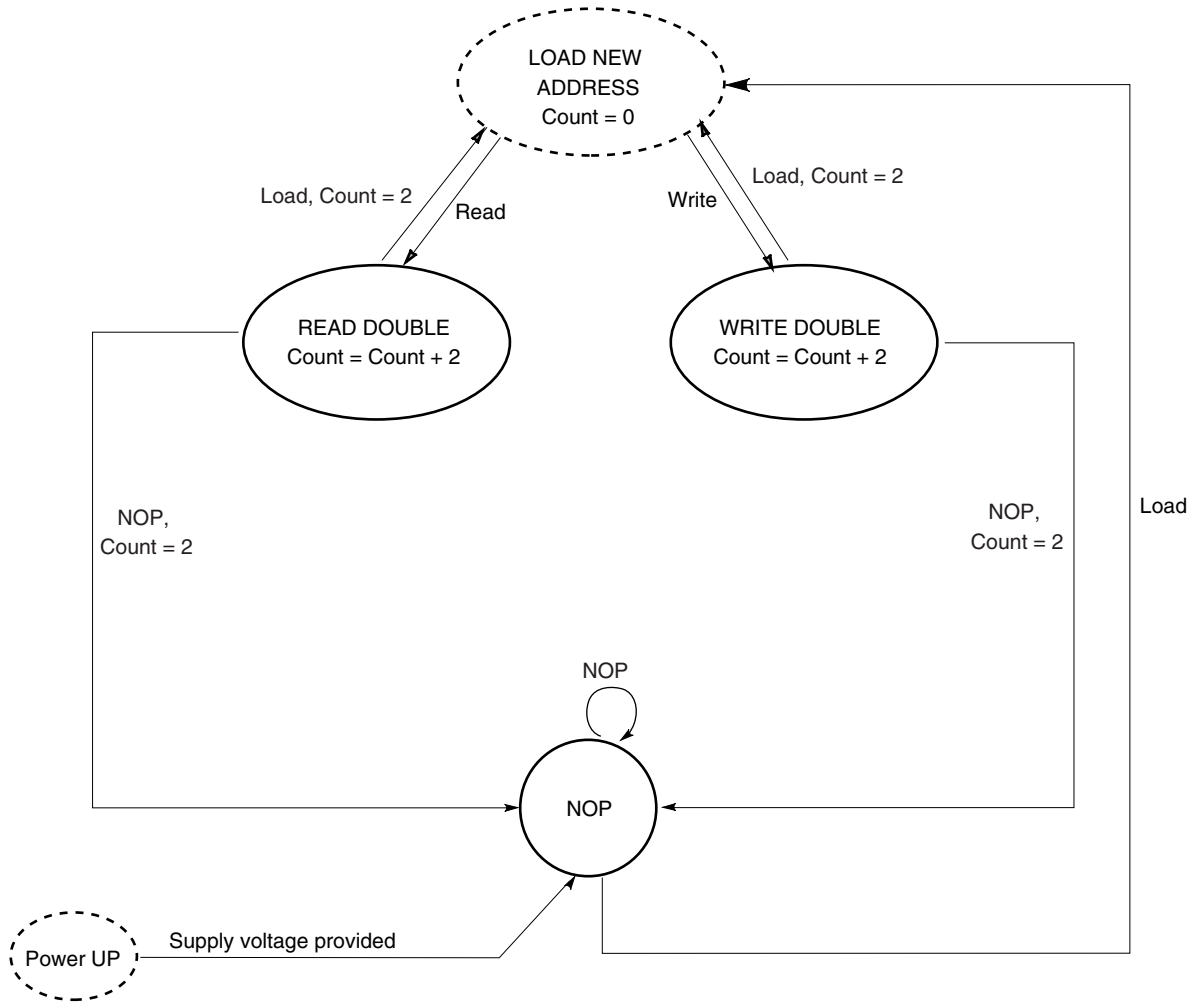 LOAD NEW
ADDRESS
Count = 0
Load, Count = 2
Read
Write
Load, Count = 2
READ DOUBLE
Count = Count + 2
WRITE DOUBLE
Count = Count + 2
NOP,
Count = 2
NOP,
Count = 2
Load
NOP
NOP
Supply voltage provided
Power UP